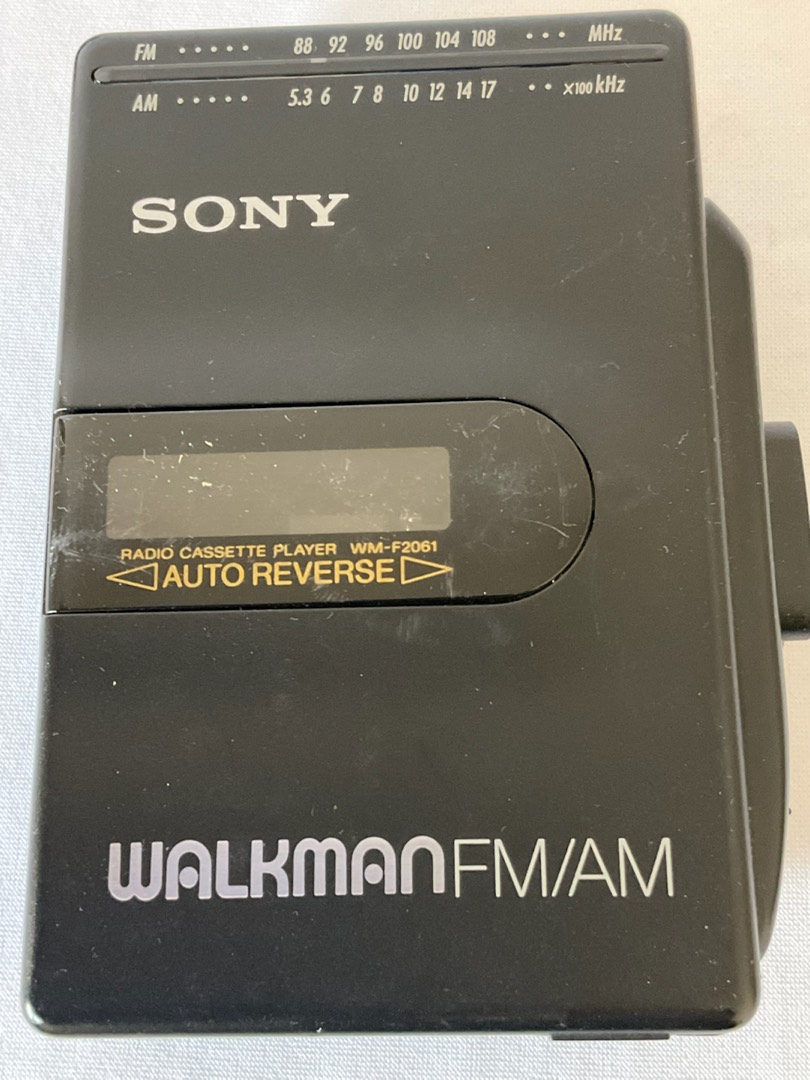 FM ····· 88 92 96 100 104 108 ··· MHz
AM ····· 5.3 6 7 8 10 12 14 17 ·· ×100 kHz
SONY
RADIO CASSETTE PLAYER WM-F2061
◁AUTO REVERSE▷
WALKMAN FM/AM